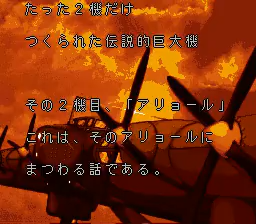 たった２機だけ
つくられた伝説的巨大機
その２機目、「アリョール」
これは、そのアリョールに
まつわる話である。